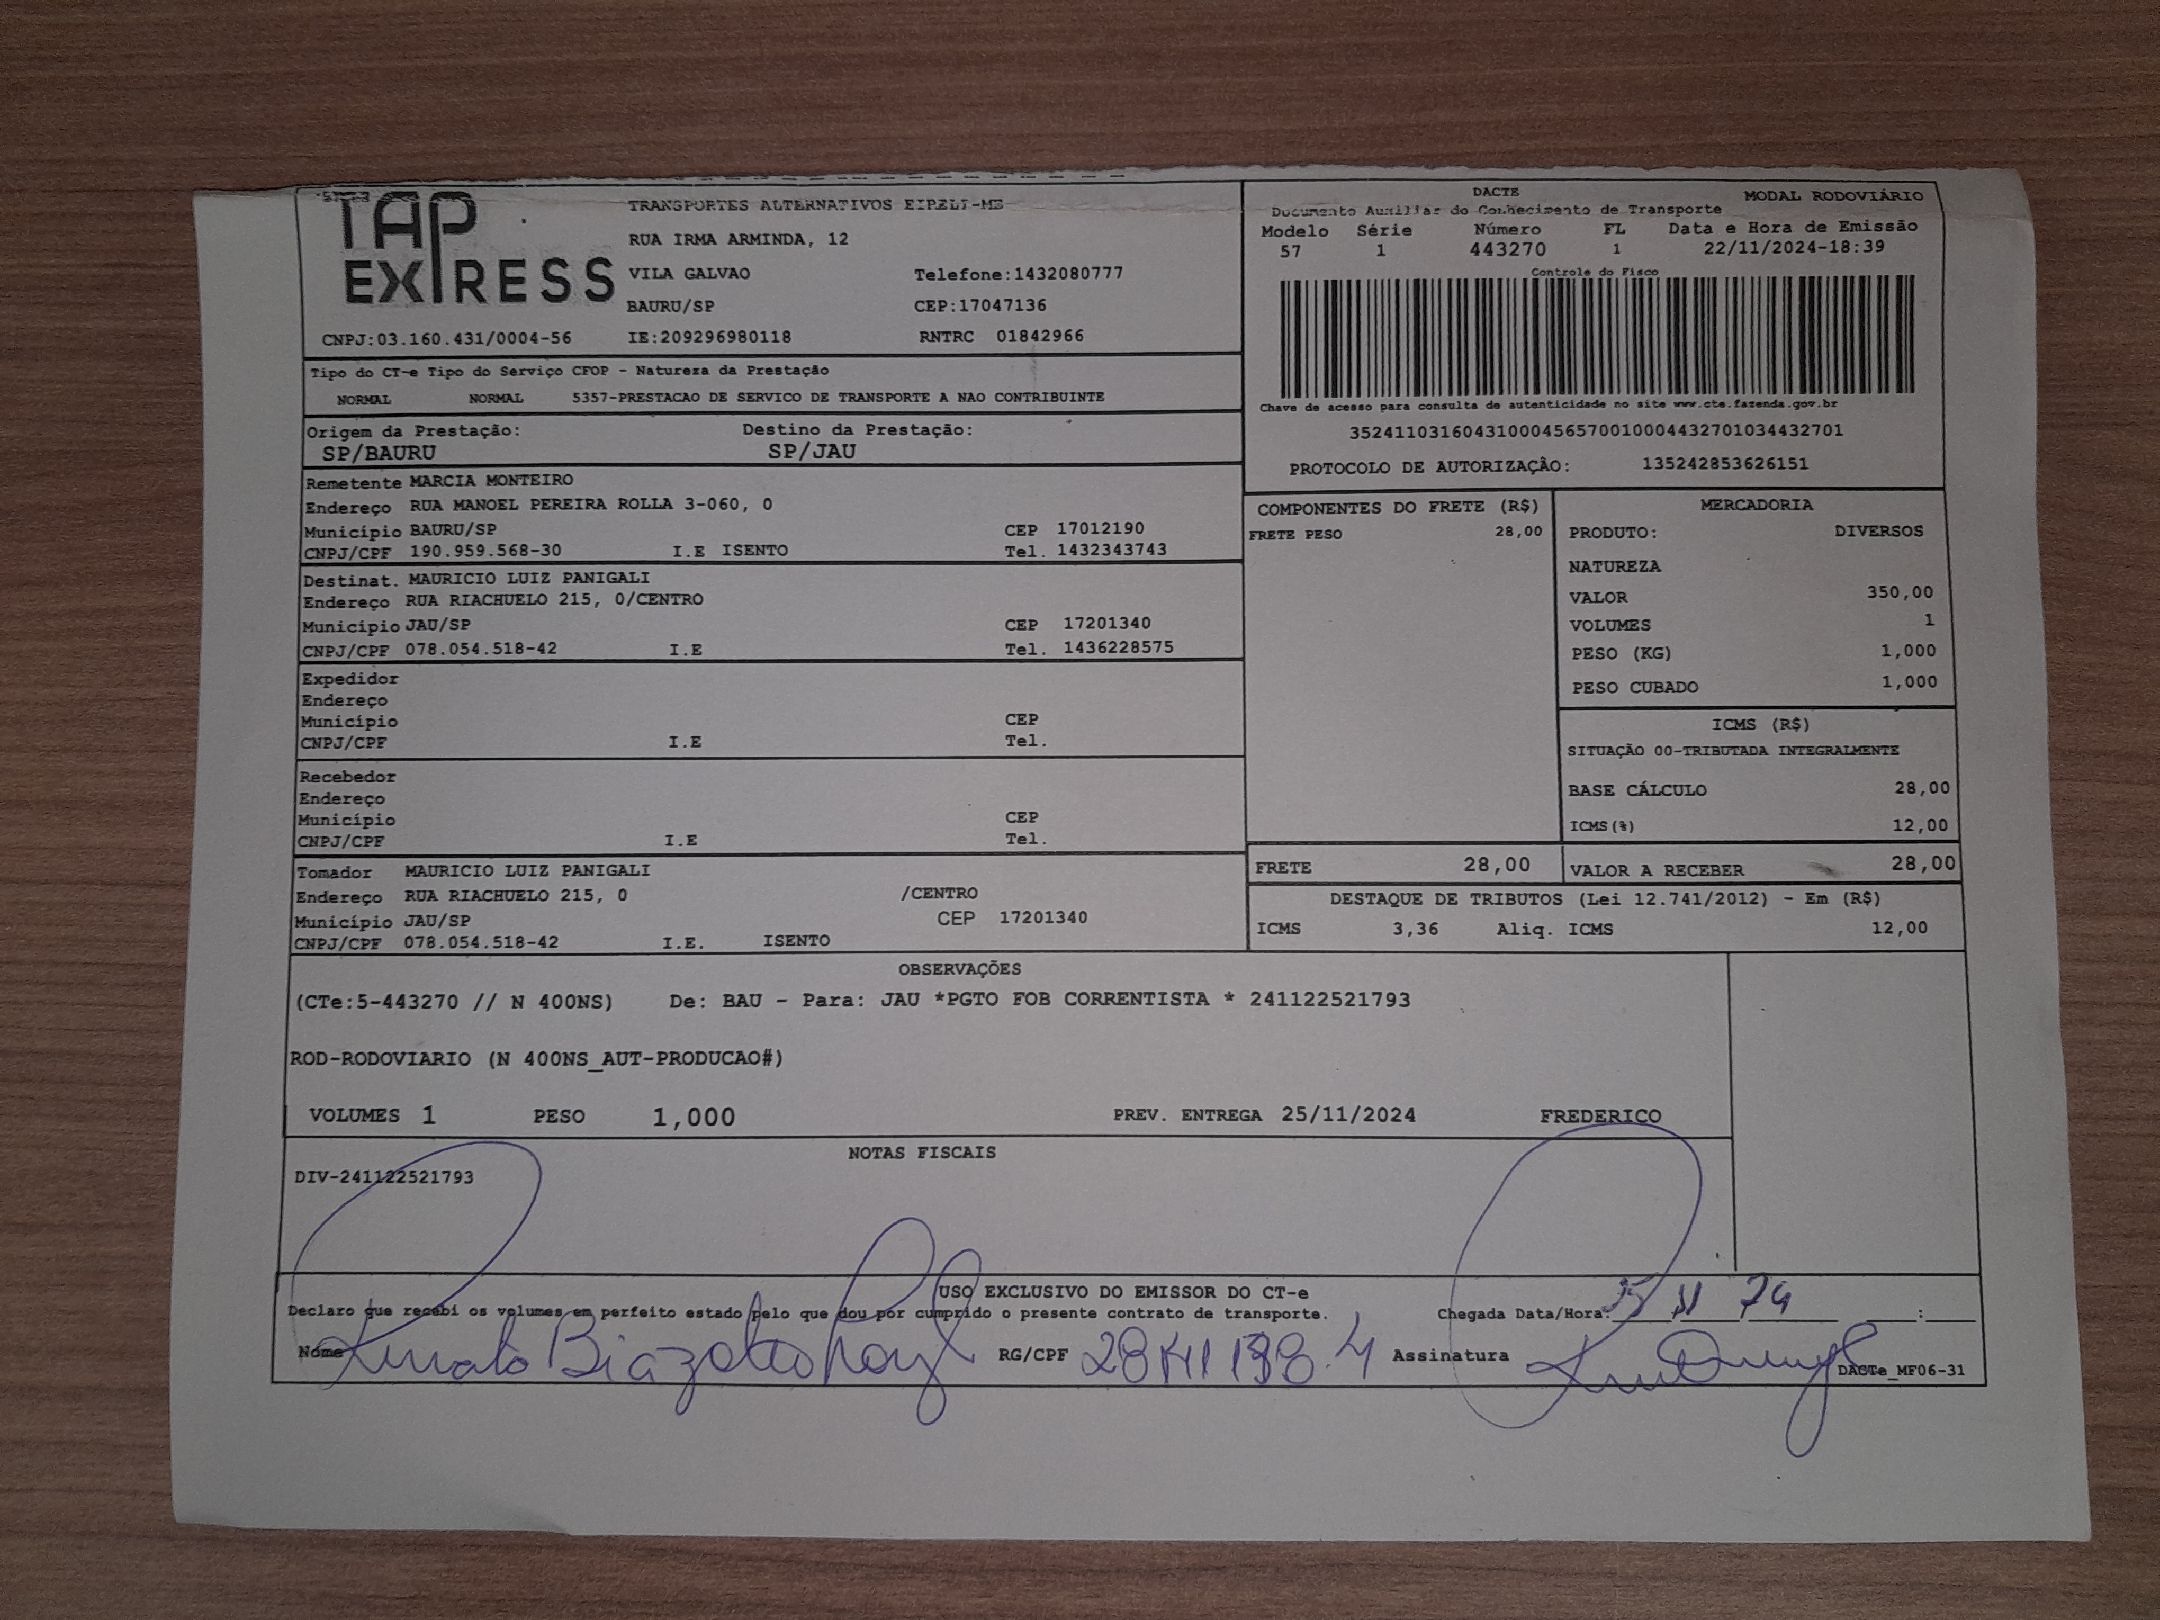 TAP
EXPRESS
TRANSPORTES ALTERNATIVOS EIRELI-ME
RUA IRMA ARMINDA, 12
VILA GALVAO Telefone:1432080777
BAURU/SP CEP:17047136
CNPJ:03.160.431/0004-56 IE:209296980118 RNTRC 01842966
DACTE MODAL RODOVIÁRIO
Documento Auxiliar do Conhecimento de Transporte
Modelo Série Número FL Data e Hora de Emissão
57 1 443270 1 22/11/2024-18:39
Controle do Fisco
Chave de acesso para consulta de autenticidade no site www.cte.fazenda.gov.br
35241103160431000456570010004432701034432701
PROTOCOLO DE AUTORIZAÇÃO: 135242853626151
Tipo do CT-e Tipo do Serviço CFOP - Natureza da Prestação
NORMAL NORMAL 5357-PRESTACAO DE SERVICO DE TRANSPORTE A NAO CONTRIBUINTE
Origem da Prestação: Destino da Prestação:
SP/BAURU SP/JAU
Remetente MARCIA MONTEIRO
Endereço RUA MANOEL PEREIRA ROLLA 3-060, 0
Município BAURU/SP CEP 17012190
CNPJ/CPF 190.959.568-30 I.E ISENTO Tel. 1432343743
Destinat. MAURICIO LUIZ PANIGALI
Endereço RUA RIACHUELO 215, 0/CENTRO
Município JAU/SP CEP 17201340
CNPJ/CPF 078.054.518-42 I.E Tel. 1436228575
Expedidor
Endereço
Município CEP
CNPJ/CPF I.E Tel.
Recebedor
Endereço
Município CEP
CNPJ/CPF I.E Tel.
Tomador MAURICIO LUIZ PANIGALI
Endereço RUA RIACHUELO 215, 0 /CENTRO
Município JAU/SP CEP 17201340
CNPJ/CPF 078.054.518-42 I.E. ISENTO
COMPONENTES DO FRETE (R$)
FRETE PESO 28,00
MERCADORIA
PRODUTO: DIVERSOS
NATUREZA
VALOR 350,00
VOLUMES 1
PESO (KG) 1,000
PESO CUBADO 1,000
ICMS (R$)
SITUAÇÃO 00-TRIBUTADA INTEGRALMENTE
BASE CÁLCULO 28,00
ICMS(%) 12,00
FRETE 28,00 VALOR A RECEBER 28,00
DESTAQUE DE TRIBUTOS (Lei 12.741/2012) - Em (R$)
ICMS 3,36 Aliq. ICMS 12,00
OBSERVAÇÕES
(CTe:5-443270 // N 400NS) De: BAU - Para: JAU *PGTO FOB CORRENTISTA * 241122521793
ROD-RODOVIARIO (N 400NS_AUT-PRODUCAO#)
VOLUMES 1 PESO 1,000 PREV. ENTREGA 25/11/2024 FREDERICO
NOTAS FISCAIS
DIV-241122521793
USO EXCLUSIVO DO EMISSOR DO CT-e
Declaro que recebi os volumes em perfeito estado pelo que dou por cumprido o presente contrato de transporte. Chegada Data/Hora: :
Nome RG/CPF Assinatura
DACTe_MF06-31